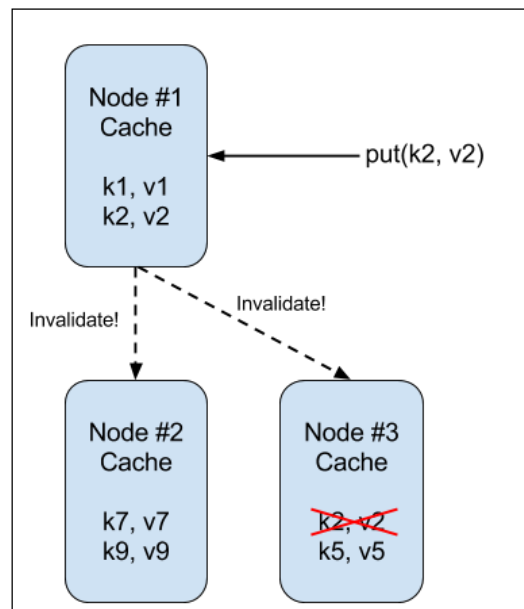 Node #1
Cache
k1, v1
k2, v2
put(k2, v2)
Invalidate!
Invalidate!
Node #2
Cache
k7, v7
k9, v9
Node #3
Cache
k2, v2
k5, v5